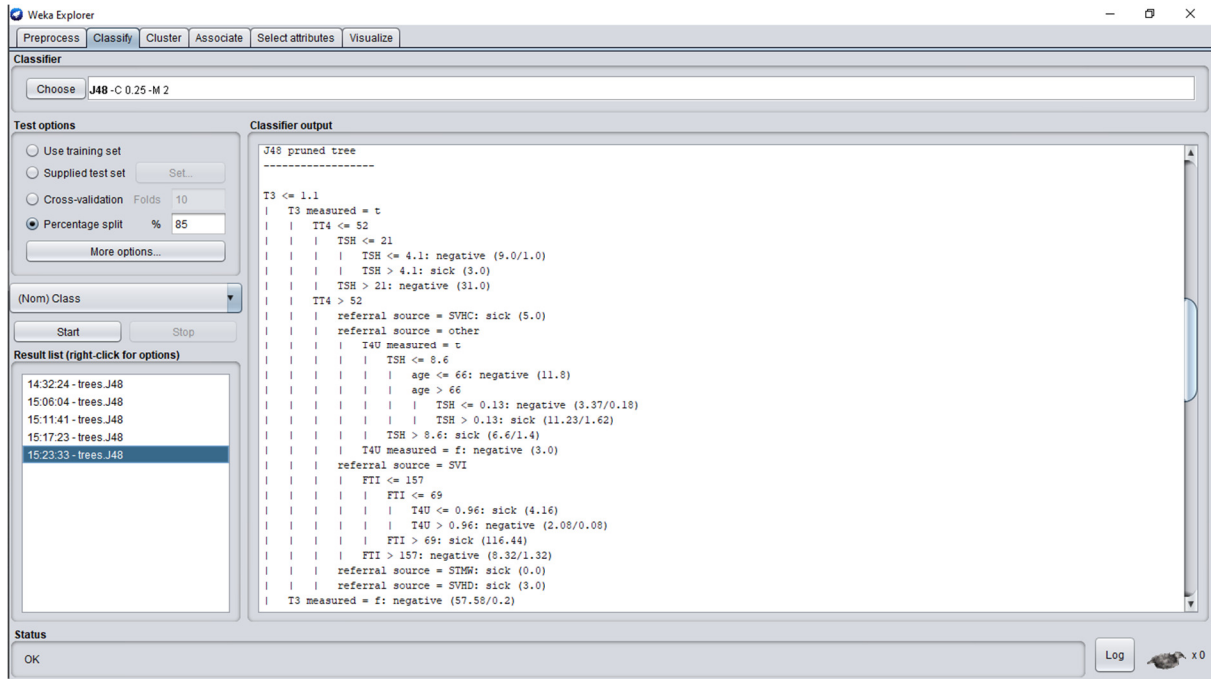 Weka Explorer
Preprocess Classify Cluster Associate Select attributes Visualize
Classifier
Choose J48 -C 0.25 -M 2
Test options
Use training set
Supplied test set Set...
Cross-validation Folds 10
Percentage split % 85
More options...
(Nom) Class
Start Stop
Result list (right-click for options)
14:32:24 - trees.J48
15:06:04 - trees.J48
15:11:41 - trees.J48
15:17:23 - trees.J48
15:23:33 - trees.J48
Classifier output
J48 pruned tree
------------------
T3 <= 1.1
|   T3 measured = t
|   |   TT4 <= 52
|   |   |   TSH <= 21
|   |   |   |   TSH <= 4.1: negative (9.0/1.0)
|   |   |   |   TSH > 4.1: sick (3.0)
|   |   |   TSH > 21: negative (31.0)
|   |   TT4 > 52
|   |   |   referral source = SVHC: sick (5.0)
|   |   |   referral source = other
|   |   |   |   T4U measured = t
|   |   |   |   |   TSH <= 8.6
|   |   |   |   |   |   age <= 66: negative (11.8)
|   |   |   |   |   |   age > 66
|   |   |   |   |   |   |   TSH <= 0.13: negative (3.37/0.18)
|   |   |   |   |   |   |   TSH > 0.13: sick (11.23/1.62)
|   |   |   |   |   TSH > 8.6: sick (6.6/1.4)
|   |   |   |   T4U measured = f: negative (3.0)
|   |   |   referral source = SVI
|   |   |   |   FTI <= 157
|   |   |   |   |   FTI <= 69
|   |   |   |   |   |   T4U <= 0.96: sick (4.16)
|   |   |   |   |   |   T4U > 0.96: negative (2.08/0.08)
|   |   |   |   |   FTI > 69: sick (116.44)
|   |   |   |   FTI > 157: negative (8.32/1.32)
|   |   |   referral source = STMW: sick (0.0)
|   |   |   referral source = SVHD: sick (3.0)
|   T3 measured = f: negative (57.58/0.2)
Status
OK
Log x 0